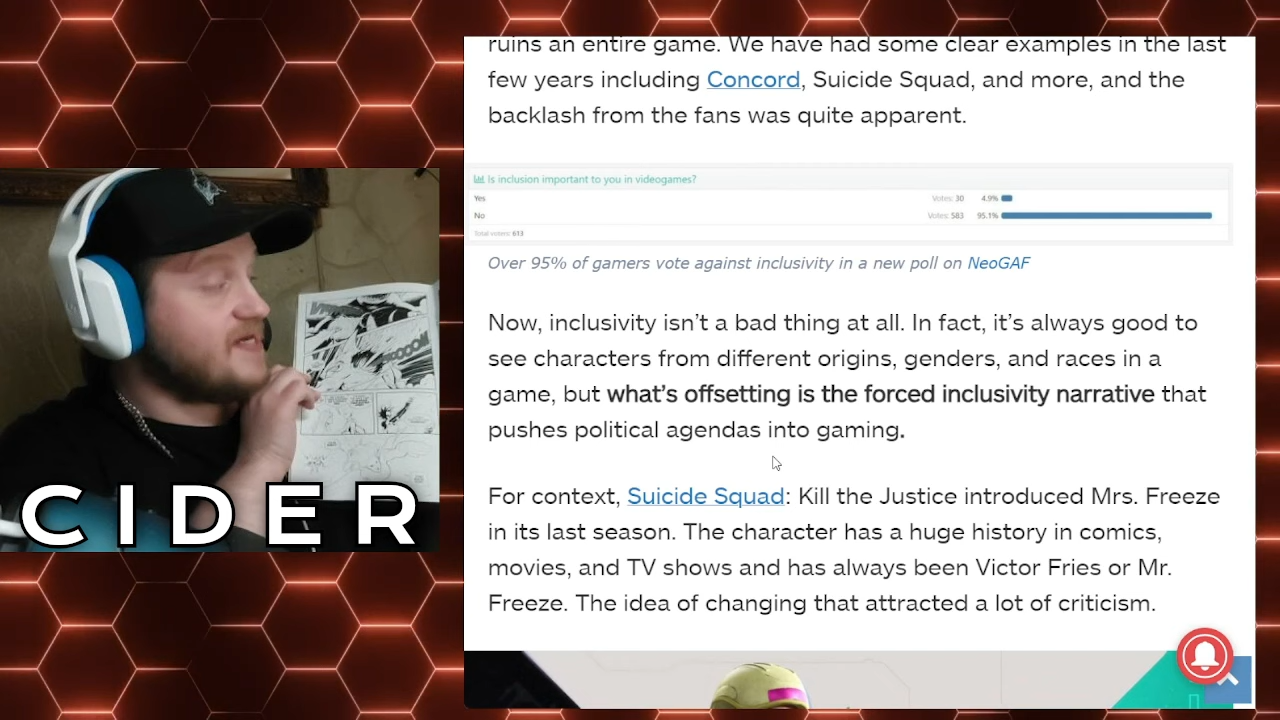 ruins an entire game. We have had some clear examples in the last
few years including Concord, Suicide Squad, and more, and the
backlash from the fans was quite apparent.
Is inclusion important to you in videogames?
Yes Votes: 30 4.9%
No Votes: 583 95.1%
Total voters: 613
Over 95% of gamers vote against inclusivity in a new poll on NeoGAF
Now, inclusivity isn't a bad thing at all. In fact, it's always good to
see characters from different origins, genders, and races in a
game, but what's offsetting is the forced inclusivity narrative that
pushes political agendas into gaming.
For context, Suicide Squad: Kill the Justice introduced Mrs. Freeze
in its last season. The character has a huge history in comics,
movies, and TV shows and has always been Victor Fries or Mr.
Freeze. The idea of changing that attracted a lot of criticism.
CIDER